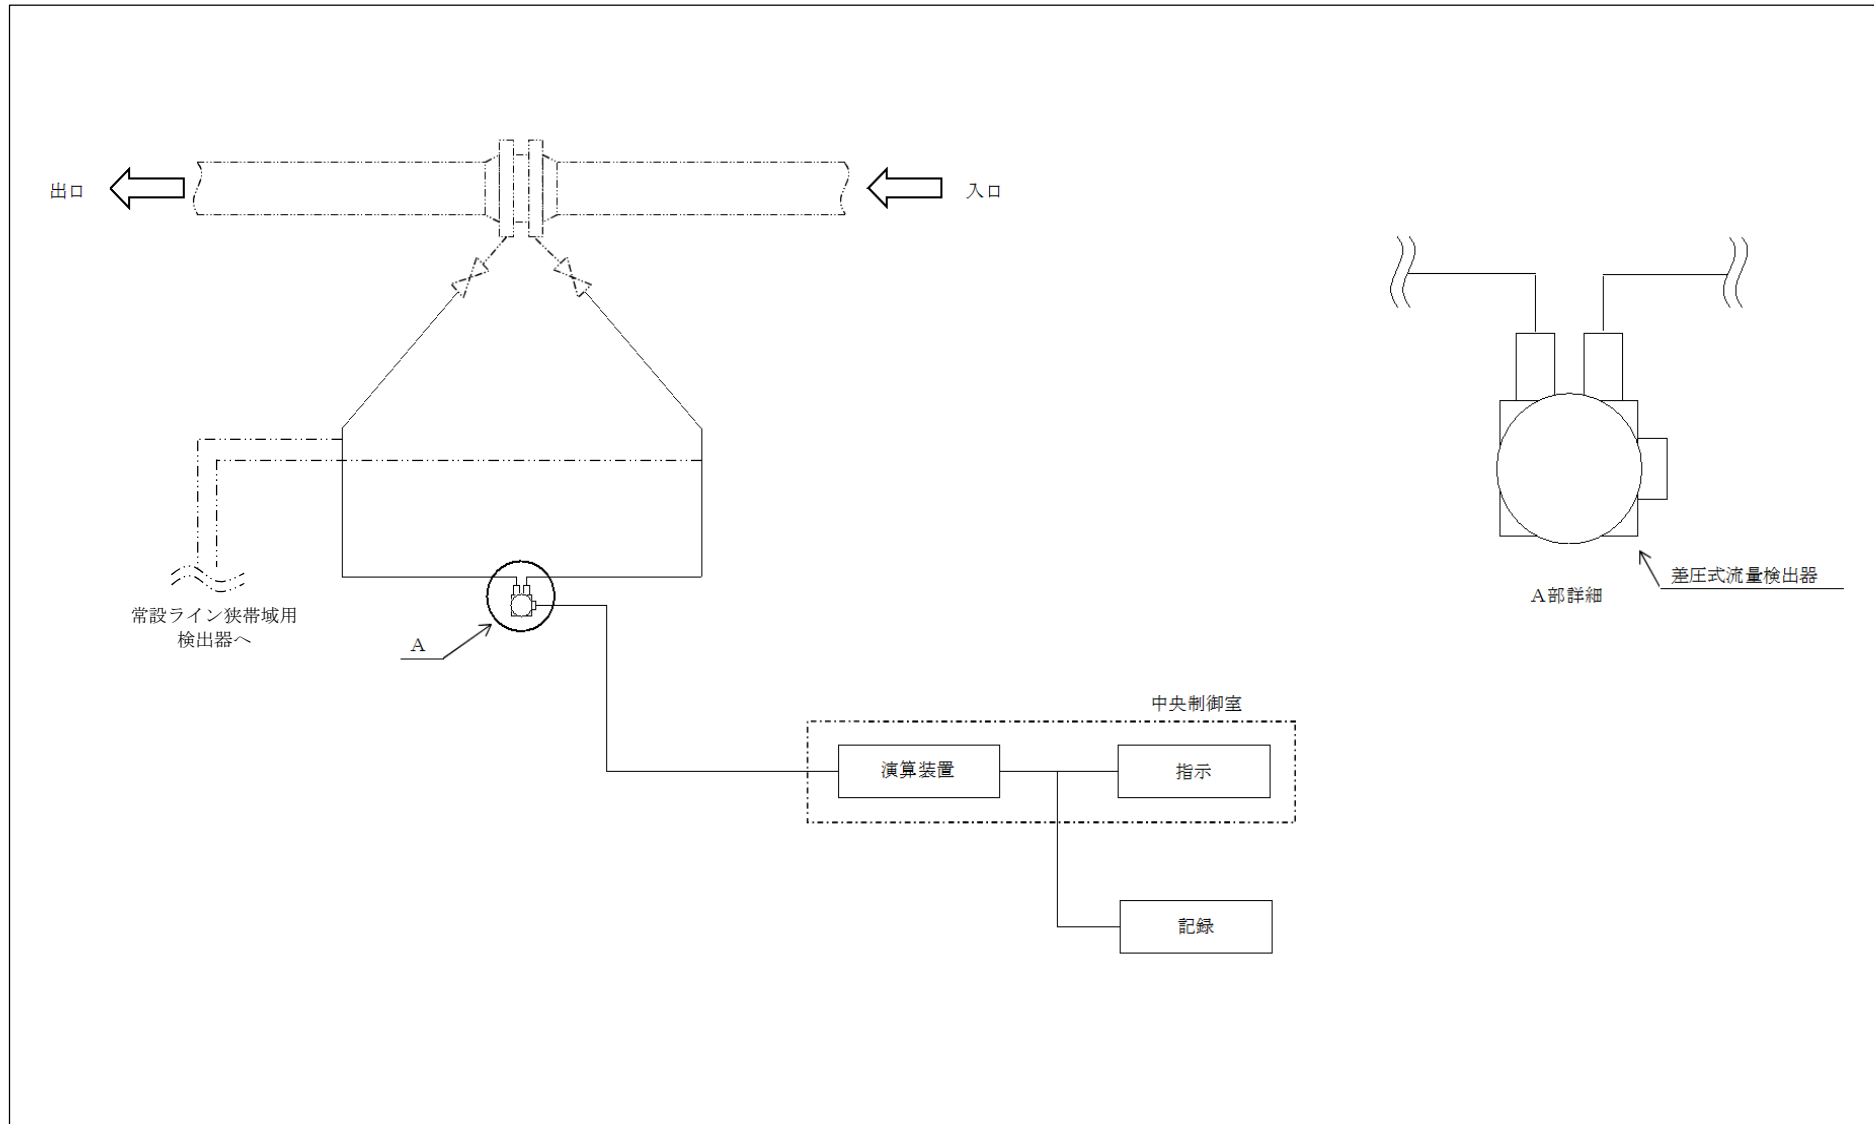 出口
入口
常設ライン狭帯域用
検出器へ
A
A部詳細
差圧式流量検出器
中央制御室
演算装置
指示
記録